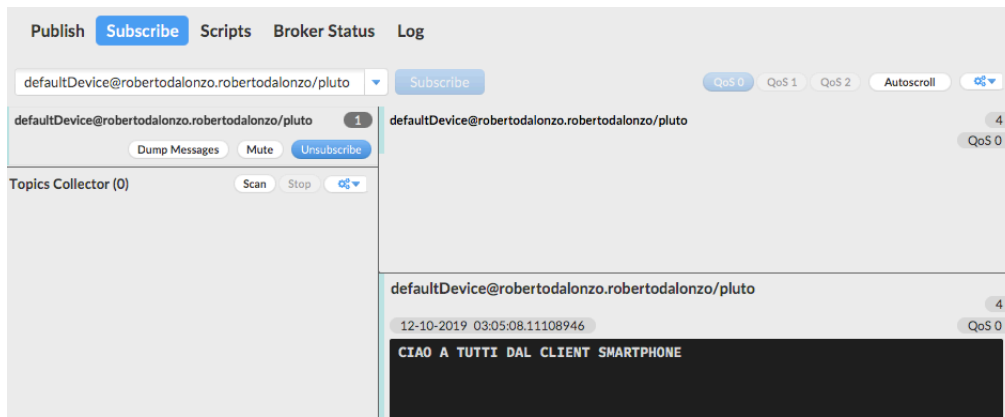 Publish Subscribe Scripts Broker Status Log
defaultDevice@robertodalonzo.robertodalonzo/pluto Subscribe QoS 0 QoS 1 QoS 2 Autoscroll
defaultDevice@robertodalonzo.robertodalonzo/pluto 1
Dump Messages Mute Unsubscribe
Topics Collector (0) Scan Stop
defaultDevice@robertodalonzo.robertodalonzo/pluto 4
QoS 0
defaultDevice@robertodalonzo.robertodalonzo/pluto
4
12-10-2019 03:05:08.11108946 QoS 0
CIAO A TUTTI DAL CLIENT SMARTPHONE